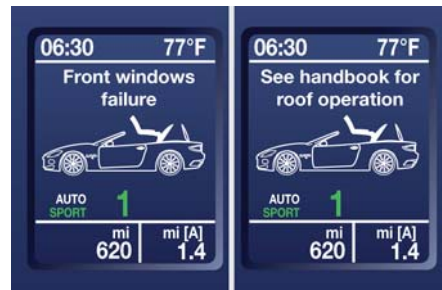 06:30 77°F
Front windows
failure
AUTO
SPORT 1
mi mi [A]
620 1.4
06:30 77°F
See handbook for
roof operation
AUTO
SPORT 1
mi mi [A]
620 1.4